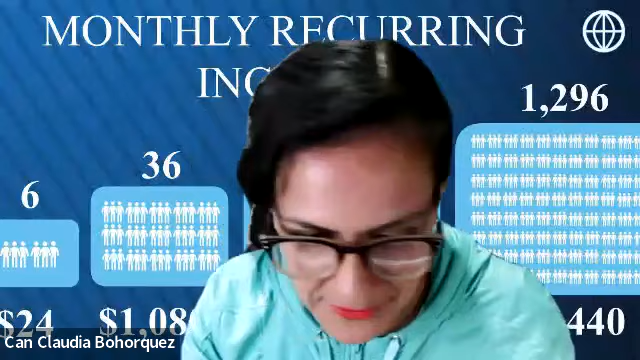 MONTHLY RECURRING
INC
1,296
36
6
$24
$1,08
440
Can Claudia Bohorquez